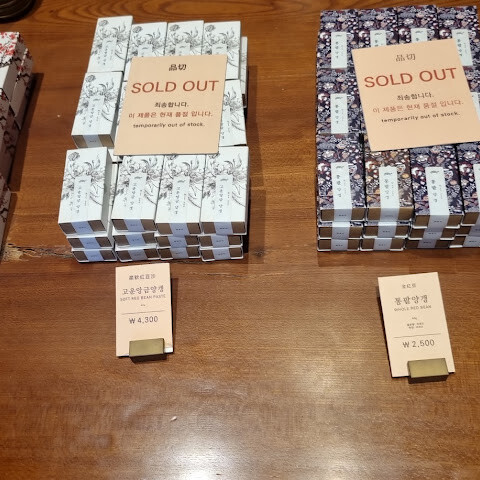 品切
SOLD OUT
죄송합니다.
이 제품은 현재 품절 입니다.
temporarily out of stock.
品切
SOLD OUT
죄송합니다.
이 제품은 현재 품절 입니다.
temporarily out of stock.
고운앙금양갱
SOFT RED BEAN PASTE
₩ 4,300
통팥양갱
WHOLE RED BEAN
₩ 2,500